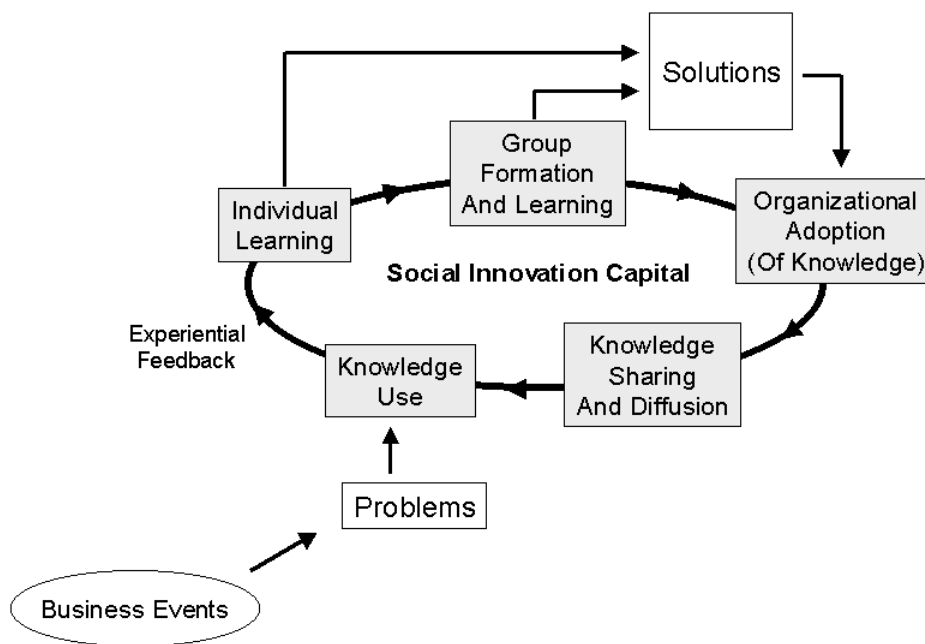 Solutions
Group
Formation
And Learning
Individual
Learning
Organizational
Adoption
(Of Knowledge)
Social Innovation Capital
Experiential
Feedback
Knowledge
Use
Knowledge
Sharing
And Diffusion
Problems
Business Events